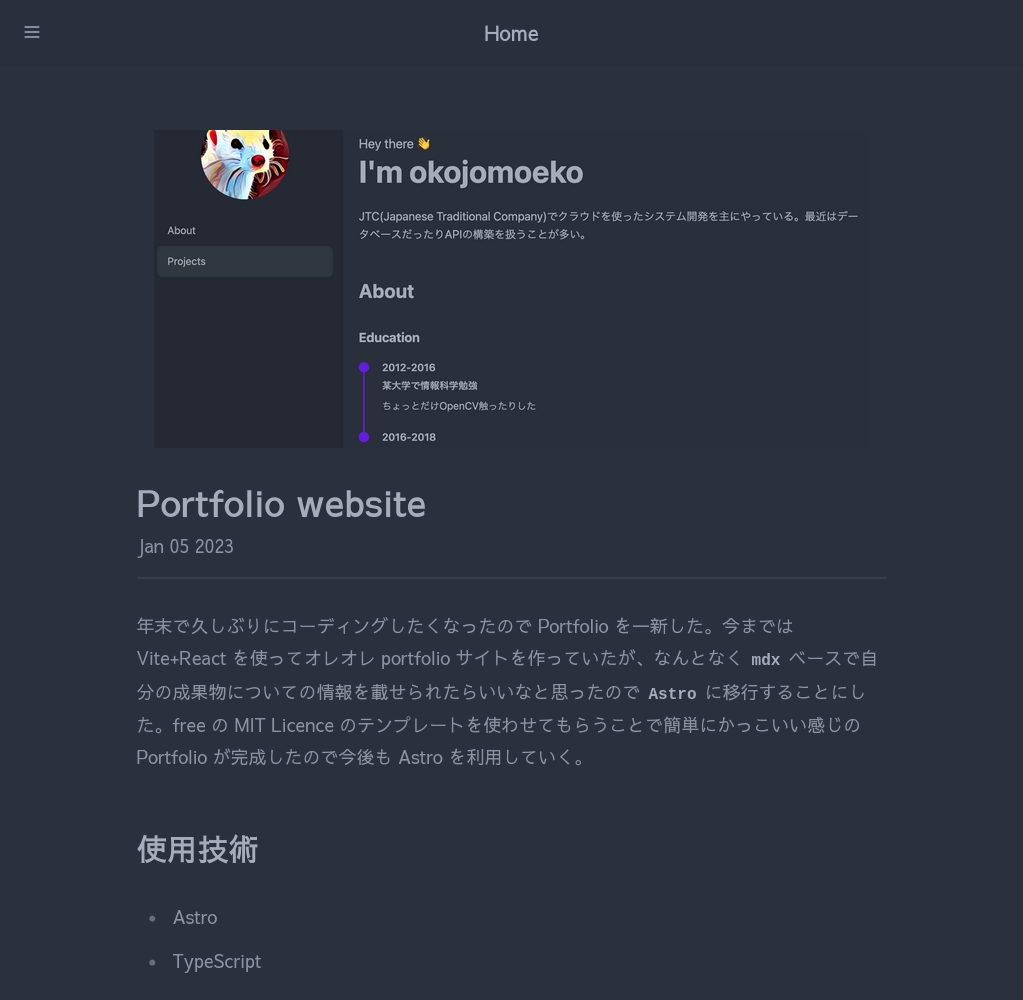 Home
Hey there 👋
I'm okojomoeko
JTC(Japanese Traditional Company)でクラウドを使ったシステム開発を主にやっている。最近はデー
タベースだったりAPIの構築を扱うことが多い。
About
Projects
About
Education
2012-2016
某大学で情報科学勉強
ちょっとだけOpenCV触ったりした
2016-2018
Portfolio website
Jan 05 2023
年末で久しぶりにコーディングしたくなったので Portfolio を一新した。今までは
Vite+React を使ってオレオレ portfolio サイトを作っていたが、なんとなく mdx ベースで自
分の成果物についての情報を載せられたらいいなと思ったので Astro に移行することにし
た。free の MIT Licence のテンプレートを使わせてもらうことで簡単にかっこいい感じの
Portfolio が完成したので今後も Astro を利用していく。
使用技術
Astro
TypeScript